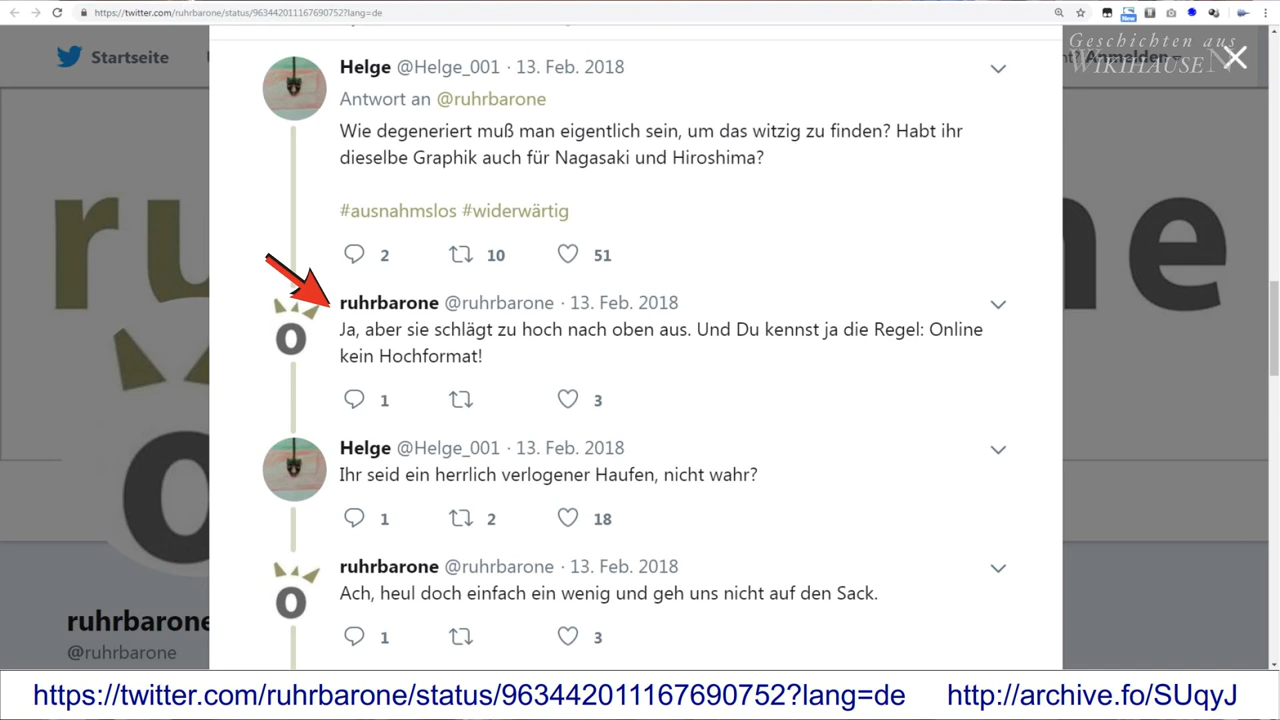 https://twitter.com/ruhrbarone/status/963442011167690752?lang=de
New
Geschichten aus
WIKIHAUSEN
Startseite
Anmelden
Helge @Helge_001 · 13. Feb. 2018
Antwort an @ruhrbarone
Wie degeneriert muß man eigentlich sein, um das witzig zu finden? Habt ihr
dieselbe Graphik auch für Nagasaki und Hiroshima?
#ausnahmslos #widerwärtig
2 10 51
ruhrbarone @ruhrbarone · 13. Feb. 2018
Ja, aber sie schlägt zu hoch nach oben aus. Und Du kennst ja die Regel: Online
kein Hochformat!
1 3
Helge @Helge_001 · 13. Feb. 2018
Ihr seid ein herrlich verlogener Haufen, nicht wahr?
1 2 18
ruhrbarone @ruhrbarone · 13. Feb. 2018
Ach, heul doch einfach ein wenig und geh uns nicht auf den Sack.
1 3
ruhrbarone
@ruhrbarone
https://twitter.com/ruhrbarone/status/963442011167690752?lang=de http://archive.fo/SUqyJ